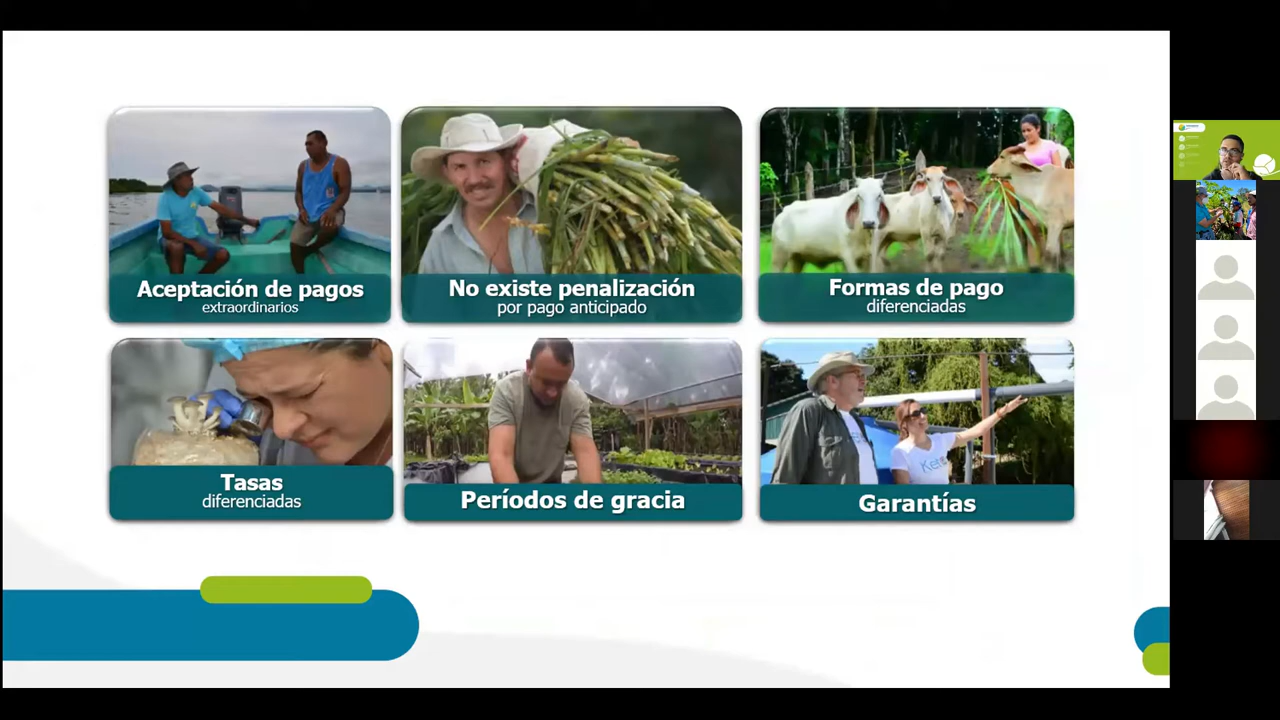 Aceptación de pagos
extraordinarios
No existe penalización
por pago anticipado
Formas de pago
diferenciadas
Tasas
diferenciadas
Períodos de gracia
Garantías